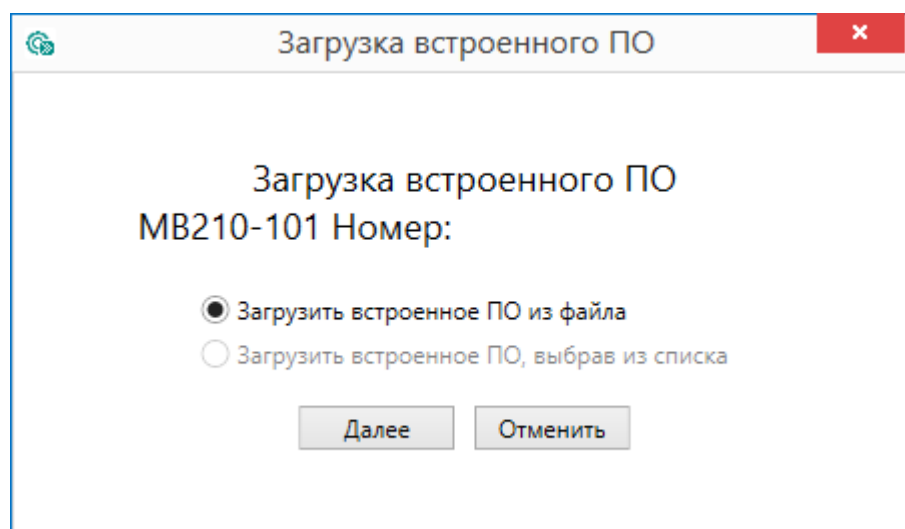 Загрузка встроенного ПО
Загрузка встроенного ПО
МВ210-101 Номер:
Загрузить встроенное ПО из файла
Загрузить встроенное ПО, выбрав из списка
Далее Отменить